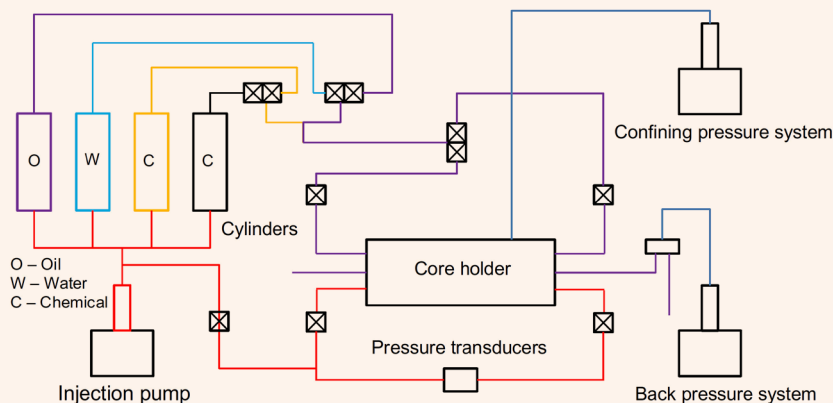 O
W
C
C
Confining pressure system
Cylinders
O – Oil
W – Water
C – Chemical
Core holder
Pressure transducers
Injection pump
Back pressure system